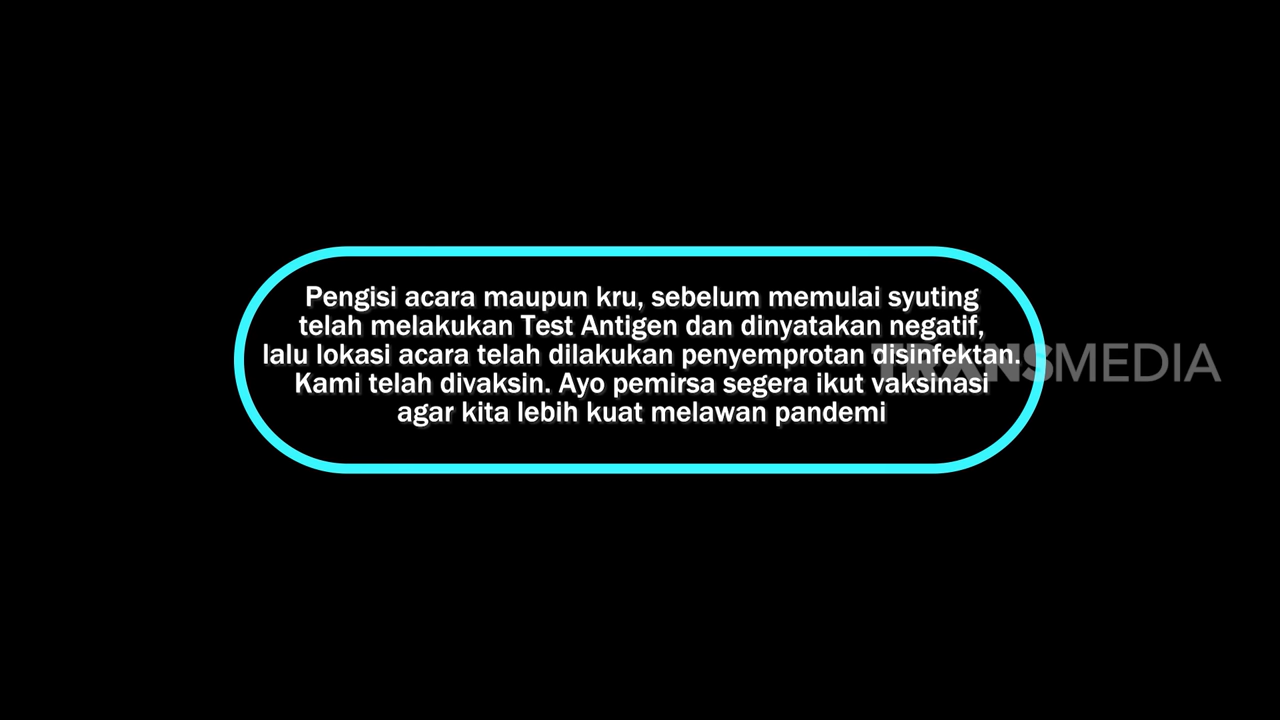 Pengisi acara maupun kru, sebelum memulai syuting
telah melakukan Test Antigen dan dinyatakan negatif,
lalu lokasi acara telah dilakukan penyemprotan disinfektan.
TRANSMEDIA
Kami telah divaksin. Ayo pemirsa segera ikut vaksinasi
agar kita lebih kuat melawan pandemi